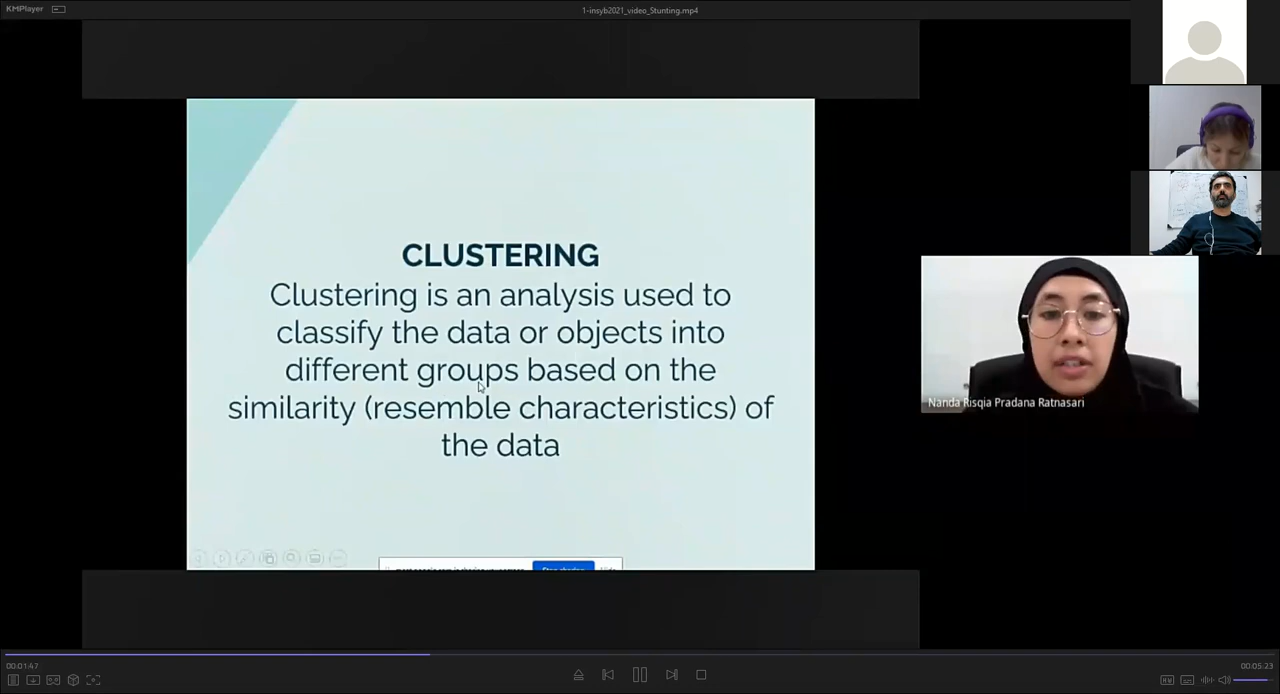 KMPlayer
1-insyb2021_video_Stunting.mp4
CLUSTERING
Clustering is an analysis used to
classify the data or objects into
different groups based on the
similarity (resemble characteristics) of
the data
Nanda Risqia Pradana Ratnasari
00:01:47
00:05:23